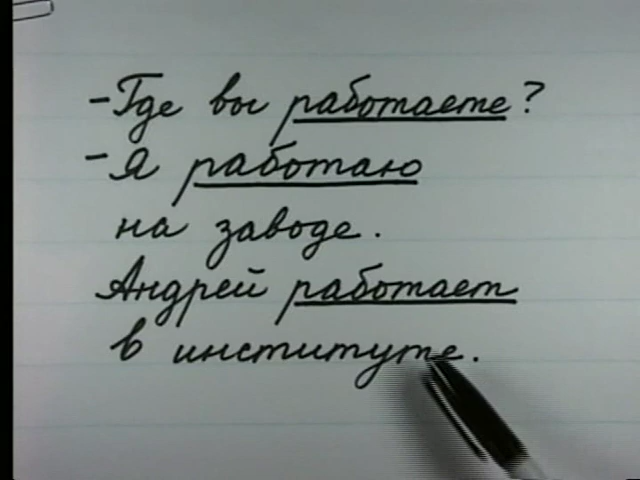 -Где вы работаете?
-Я работаю
на заводе.
Андрей работает
в институте.